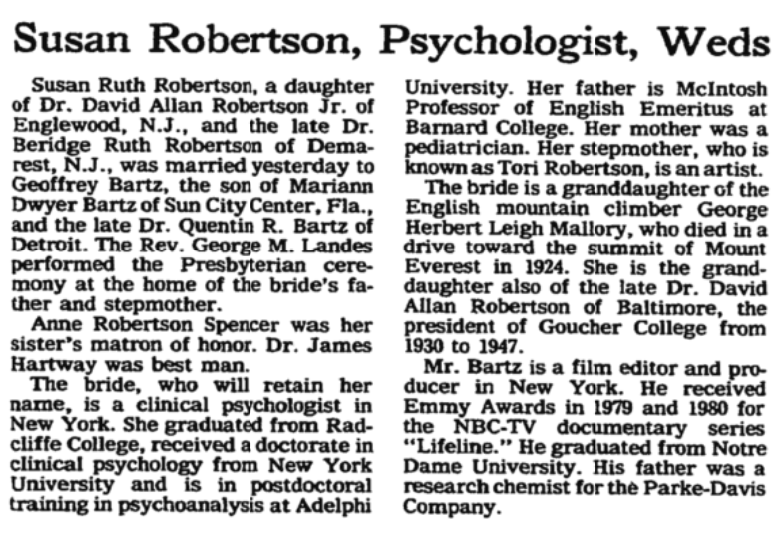 Susan Robertson, Psychologist, Weds
Susan Ruth Robertson, a daughter
of Dr. David Allan Robertson Jr. of
Englewood, N.J., and the late Dr.
Beridge Ruth Robertson of Dema-
rest, N.J., was married yesterday to
Geoffrey Bartz, the son of Mariann
Dwyer Bartz of Sun City Center, Fla.,
and the late Dr. Quentin R. Bartz of
Detroit. The Rev. George M. Landes
performed the Presbyterian cere-
mony at the home of the bride's fa-
ther and stepmother.
Anne Robertson Spencer was her
sister's matron of honor. Dr. James
Hartway was best man.
The bride, who will retain her
name, is a clinical psychologist in
New York. She graduated from Rad-
cliffe College, received a doctorate in
clinical psychology from New York
University and is in postdoctoral
training in psychoanalysis at Adelphi
University. Her father is McIntosh
Professor of English Emeritus at
Barnard College. Her mother was a
pediatrician. Her stepmother, who is
known as Tori Robertson, is an artist.
The bride is a granddaughter of the
English mountain climber George
Herbert Leigh Mallory, who died in a
drive toward the summit of Mount
Everest in 1924. She is the grand-
daughter also of the late Dr. David
Allan Robertson of Baltimore, the
president of Goucher College from
1930 to 1947.
Mr. Bartz is a film editor and pro-
ducer in New York. He received
Emmy Awards in 1979 and 1980 for
the NBC-TV documentary series
"Lifeline." He graduated from Notre
Dame University. His father was a
research chemist for the Parke-Davis
Company.